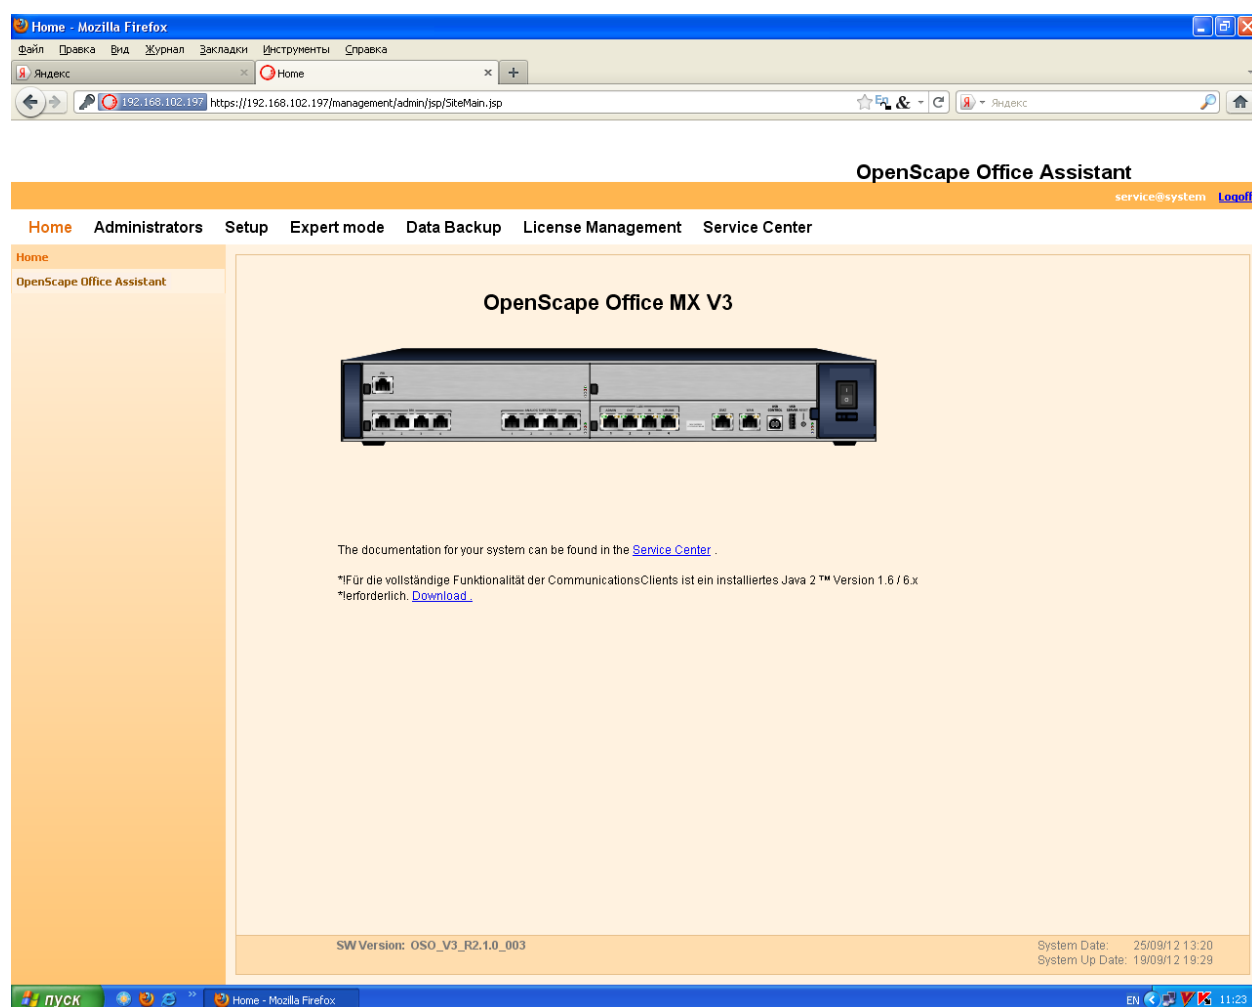 Home - Mozilla Firefox
Файл Правка Вид Журнал Закладки Инструменты Справка
Яндекс
Home
192.168.102.197 https://192.168.102.197/management/admin/jsp/SiteMain.jsp
Яндекс
OpenScape Office Assistant
service@system Logoff
Home Administrators Setup Expert mode Data Backup License Management Service Center
Home
OpenScape Office Assistant
OpenScape Office MX V3
The documentation for your system can be found in the Service Center .
*!Für die vollständige Funktionalität der CommunicationsClients ist ein installiertes Java 2 ™ Version 1.6 / 6.x
*!erforderlich. Download .
SW Version: OSO_V3_R2.1.0_003
System Date: 25/09/12 13:20
System Up Date: 19/09/12 19:29
пуск
Home - Mozilla Firefox
EN
11:23